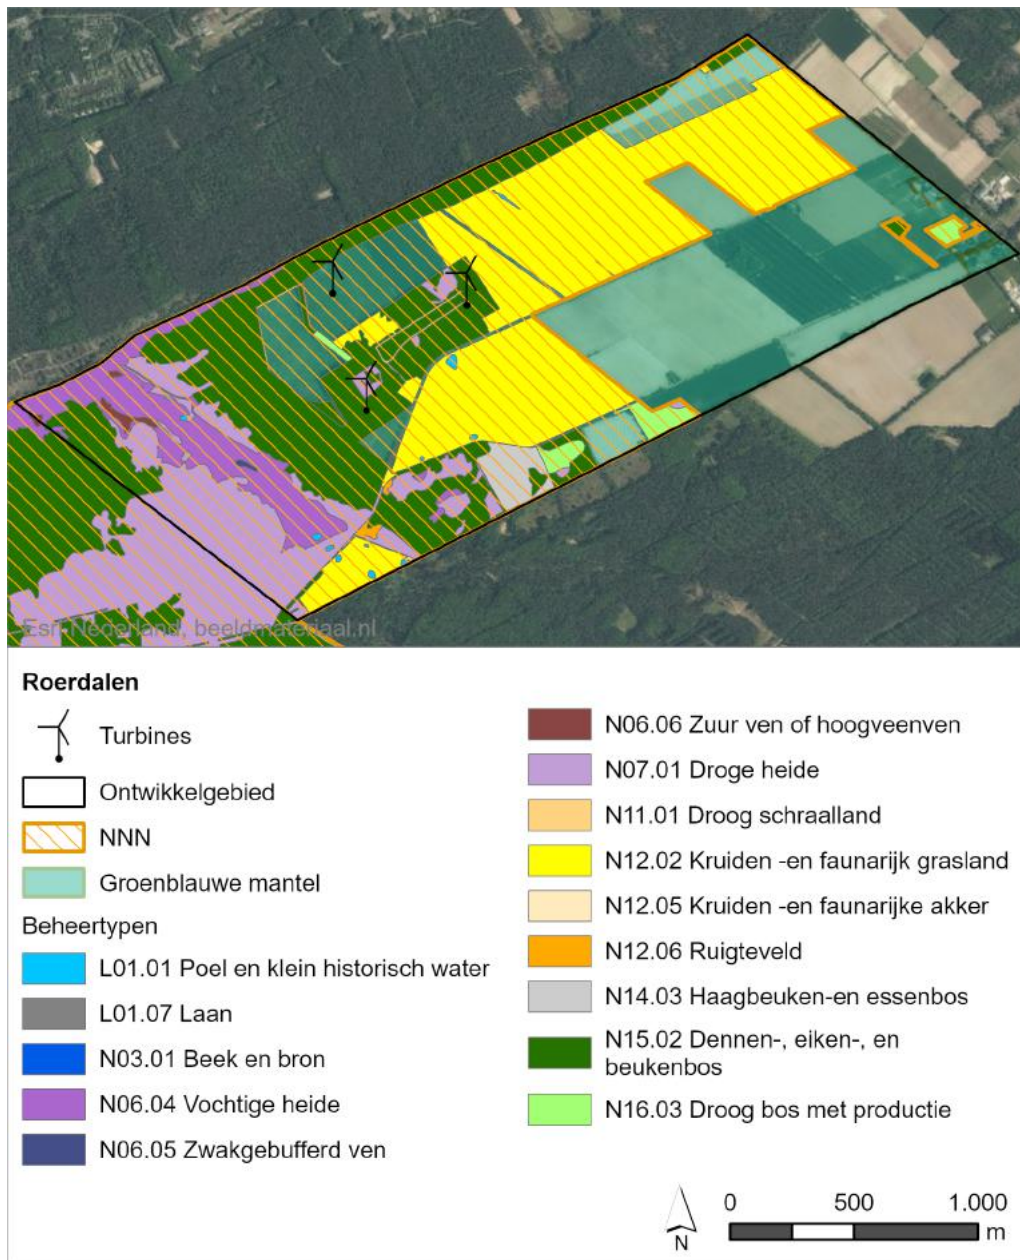 Esri Nederland, beeldmateriaal.nl
Roerdalen
Turbines
Ontwikkelgebied
NNN
Groenblauwe mantel
Beheertypen
L01.01 Poel en klein historisch water
L01.07 Laan
N03.01 Beek en bron
N06.04 Vochtige heide
N06.05 Zwakgebufferd ven
N06.06 Zuur ven of hoogveenven
N07.01 Droge heide
N11.01 Droog schraalland
N12.02 Kruiden -en faunarijk grasland
N12.05 Kruiden -en faunarijke akker
N12.06 Ruigteveld
N14.03 Haagbeuken-en essenbos
N15.02 Dennen-, eiken-, en
beukenbos
N16.03 Droog bos met productie
N
0 500 1.000
m